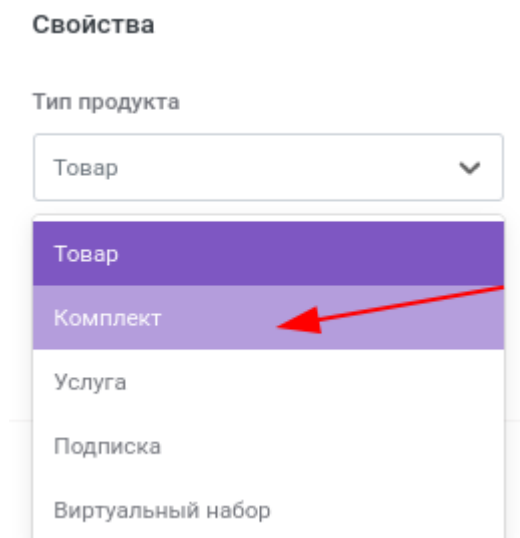 Свойства
Тип продукта
Товар
Товар
Комплект
Услуга
Подписка
Виртуальный набор